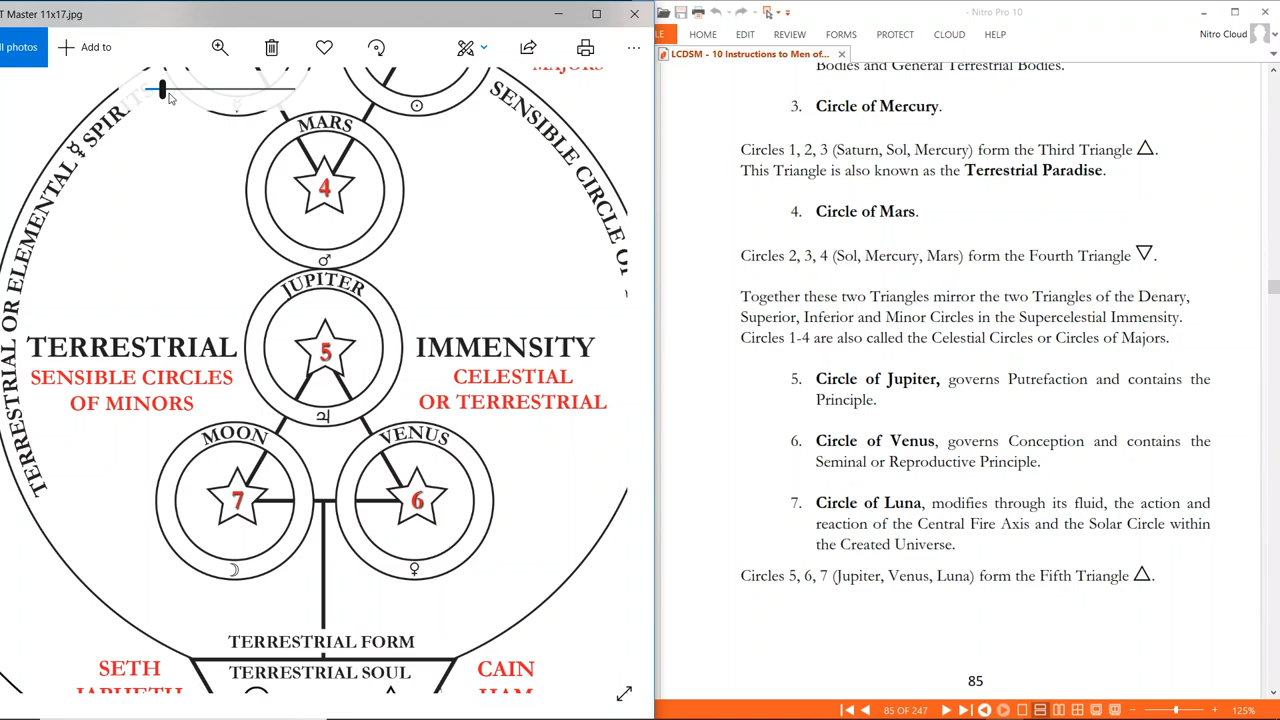 T Master 11x17.jpg
ll photos
Add to
MAJORS
SPIRITS
TERRESTRIAL OR ELEMENTAL ☿ SPIRITS
SENSIBLE CIRCLE OF
☿
☉
MARS
4
♂
JUPITER
5
♃
TERRESTRIAL IMMENSITY
SENSIBLE CIRCLES
OF MINORS
CELESTIAL
OR TERRESTRIAL
MOON
7
☽
VENUS
6
♀
TERRESTRIAL FORM
TERRESTRIAL SOUL
SETH
JAPHETH
CAIN
HAM
- Nitro Pro 10
LE HOME EDIT REVIEW FORMS PROTECT CLOUD HELP
Nitro Cloud
LCDSM - 10 Instructions to Men of...
Bodies and General Terrestrial Bodies.
3. Circle of Mercury.
Circles 1, 2, 3 (Saturn, Sol, Mercury) form the Third Triangle △.
This Triangle is also known as the Terrestrial Paradise.
4. Circle of Mars.
Circles 2, 3, 4 (Sol, Mercury, Mars) form the Fourth Triangle ▽.
Together these two Triangles mirror the two Triangles of the Denary,
Superior, Inferior and Minor Circles in the Supercelestial Immensity.
Circles 1-4 are also called the Celestial Circles or Circles of Majors.
5. Circle of Jupiter, governs Putrefaction and contains the
Principle.
6. Circle of Venus, governs Conception and contains the
Seminal or Reproductive Principle.
7. Circle of Luna, modifies through its fluid, the action and
reaction of the Central Fire Axis and the Solar Circle within
the Created Universe.
Circles 5, 6, 7 (Jupiter, Venus, Luna) form the Fifth Triangle △.
85
85 OF 247
125%